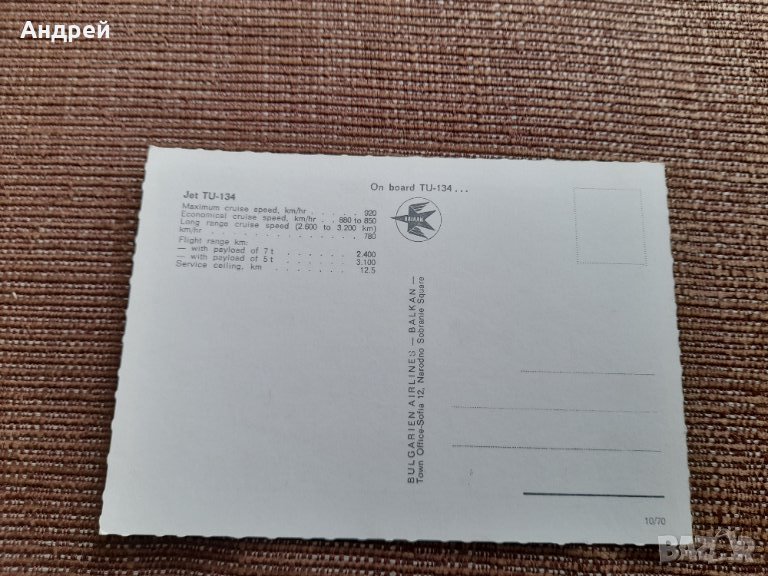 Андрей
On board TU-134...
Jet TU-134
Maximum cruise speed, km/hr . . . . 920
Economical cruise speed, km/hr . . 680 to 850
Long range cruise speed (2.600 to 3.200 km)
km/hr . . . . . . . . . . . . 780
Flight range km:
— with payload of 7 t . . . . . . 2.400
— with payload of 5 t . . . . . . 3.100
Service ceiling, km . . . . . . . 12.5
BALKAN
BULGARIEN AIRLINES — BALKAN —
Town Office-Sofia 12, Narodno Sobranie Square
10/70
BAZAR